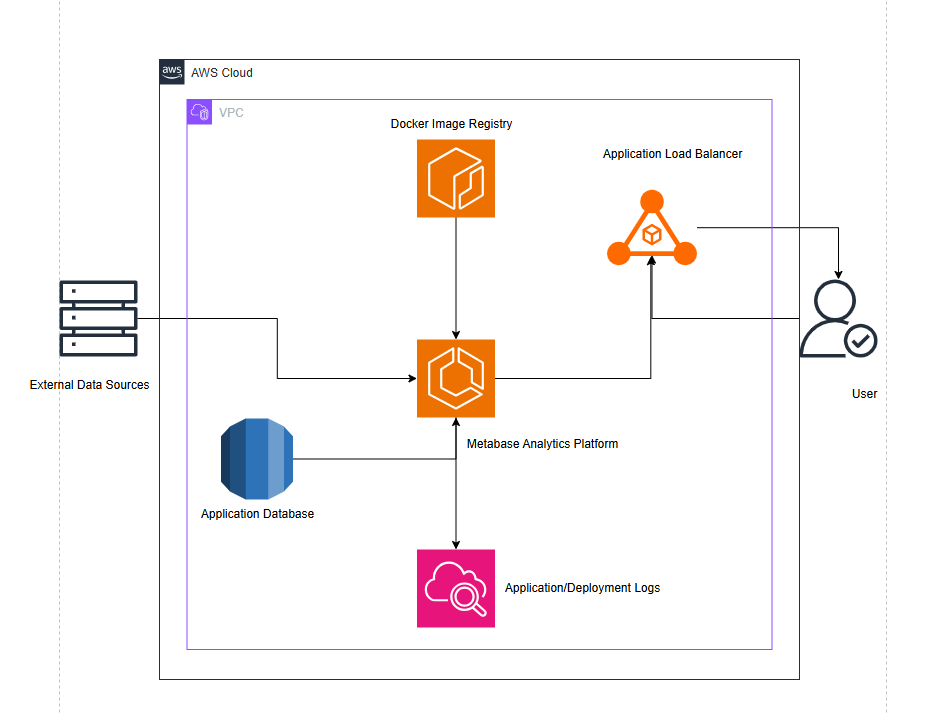 aws
AWS Cloud
VPC
Docker Image Registry
Application Load Balancer
External Data Sources
User
Metabase Analytics Platform
Application Database
Application/Deployment Logs